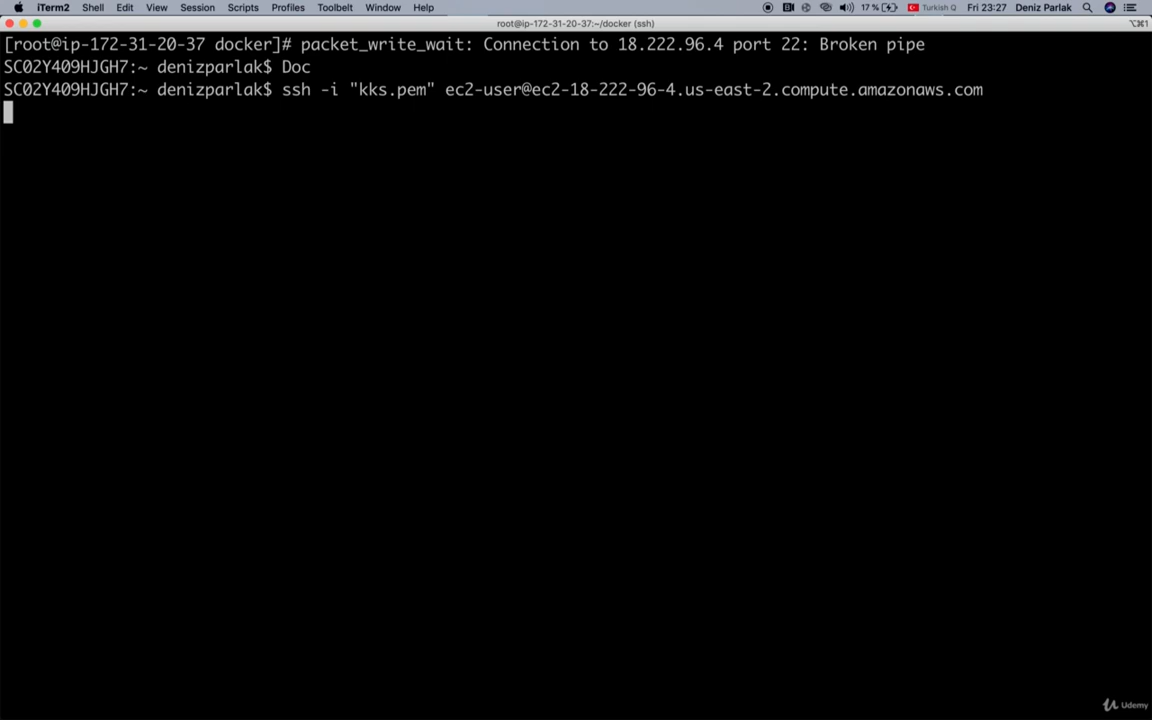 iTerm2 Shell Edit View Session Scripts Profiles Toolbelt Window Help 17 % Turkish Q Fri 23:27 Deniz Parlak
root@ip-172-31-20-37:~/docker (ssh) ⌥⌘1
[root@ip-172-31-20-37 docker]# packet_write_wait: Connection to 18.222.96.4 port 22: Broken pipe
SC02Y409HJGH7:~ denizparlak$ Doc
SC02Y409HJGH7:~ denizparlak$ ssh -i "kks.pem" ec2-user@ec2-18-222-96-4.us-east-2.compute.amazonaws.com
Udemy